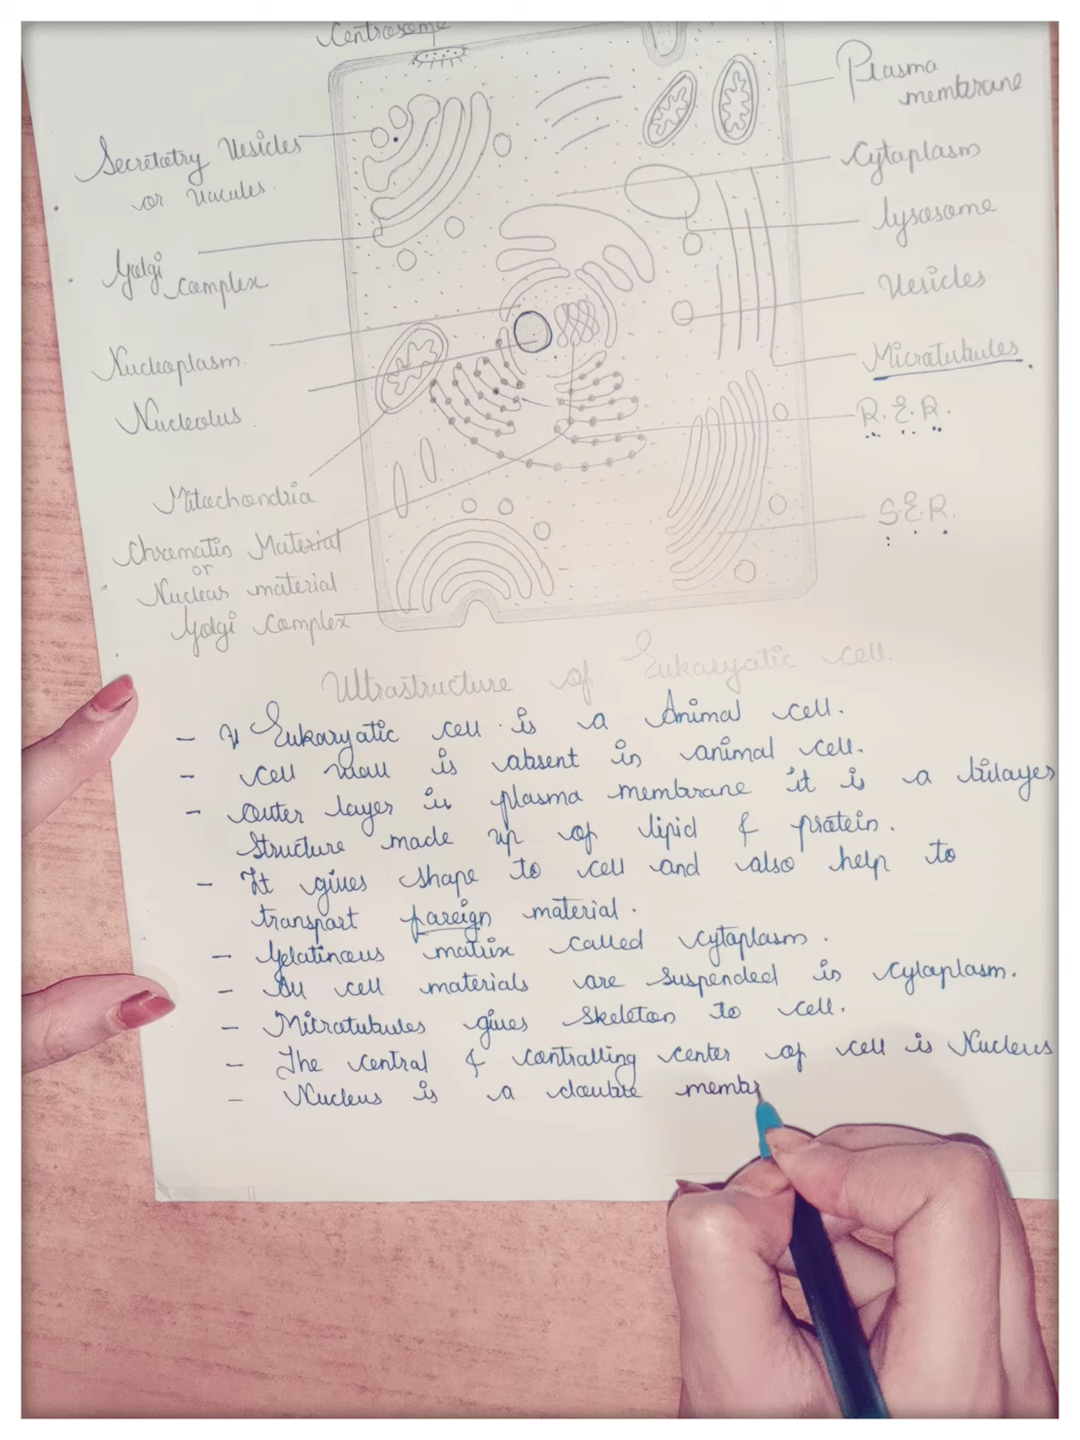 Centrosome
Plasma
membrane
Secretatry Vesicles
or Vacules
Cytoplasm
Lysosome
Golgi
complex
Vesicles
Nucleoplasm
Microtubules.
Nucleolus
R.E.R.
Mitochondria
S.E.R.
Chromatin Material
or
Nucleas material
Golgi complex
Ultrastructure of Eukaryotic cell.
- Eukaryotic cell is a Animal cell.
- cell wall is absent in animal cell.
- outer layer is plasma membrane it is a bilayer
structure made up of lipid & protein.
- It gives shape to cell and also help to
transport foreign material.
- Gelatinous matrix called cytoplasm.
- All cell materials are suspended in cytoplasm.
- Mitratubules gives skeleton to cell.
- The central & controlling center of cell is Nucleus
- Nucleus is a double membr